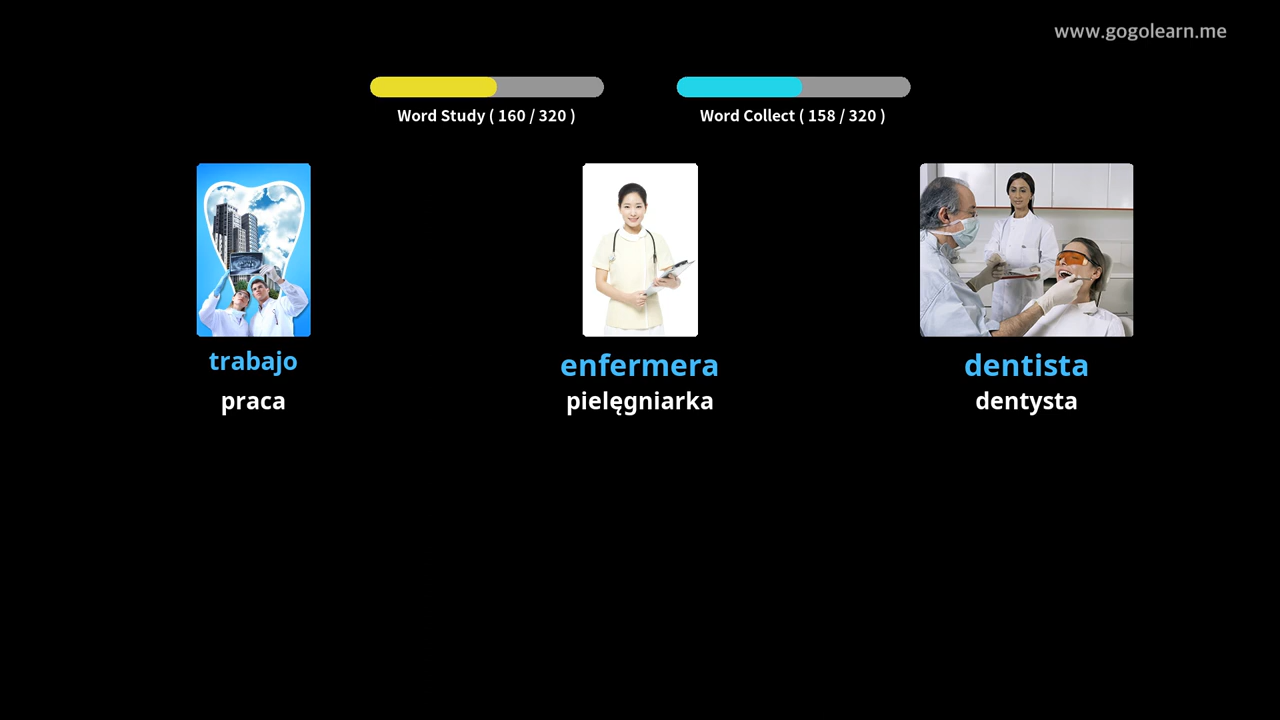 www.gogolearn.me
Word Study ( 160 / 320 )
Word Collect ( 158 / 320 )
trabajo
praca
enfermera
pielęgniarka
dentista
dentysta